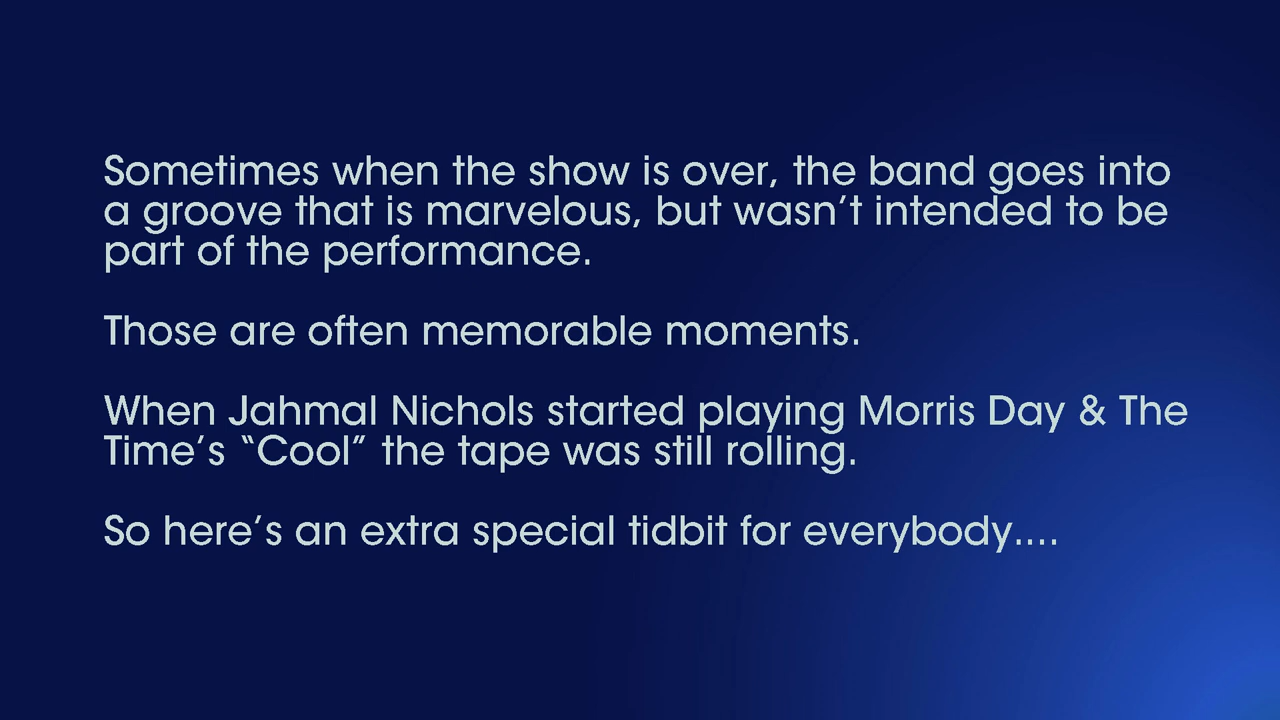 Sometimes when the show is over, the band goes into
a groove that is marvelous, but wasn’t intended to be
part of the performance.
Those are often memorable moments.
When Jahmal Nichols started playing Morris Day & The
Time’s “Cool” the tape was still rolling.
So here’s an extra special tidbit for everybody....